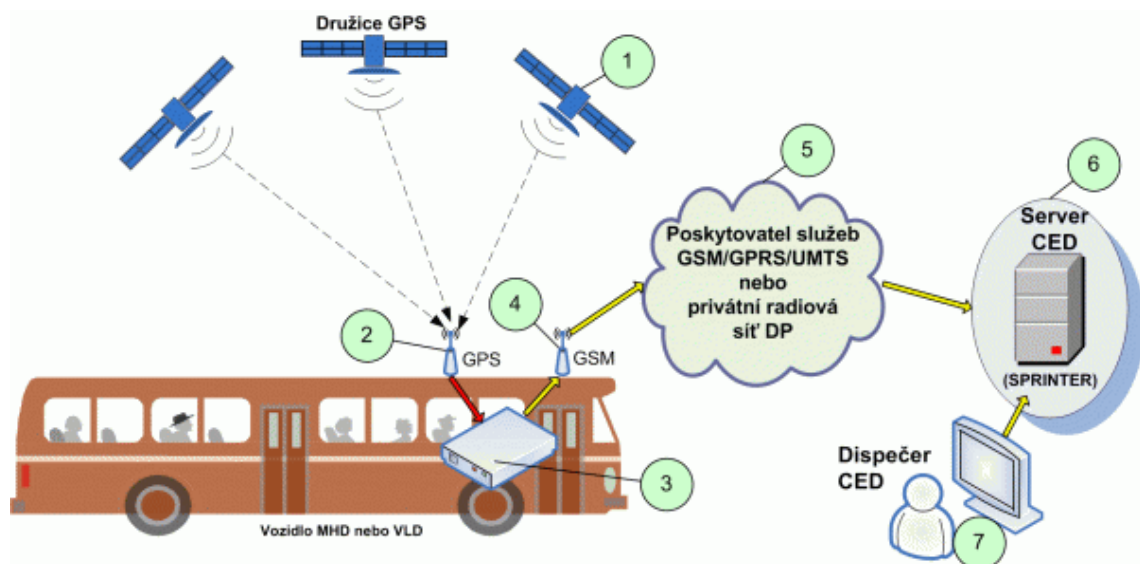 Družice GPS
1
5
6
Poskytovatel služeb
GSM/GPRS/UMTS
nebo
privátní radiová
síť DP
Server
CED
(SPRINTER)
2
GPS
4
GSM
3
Dispečer
CED
7
Vozidlo MHD nebo VLD